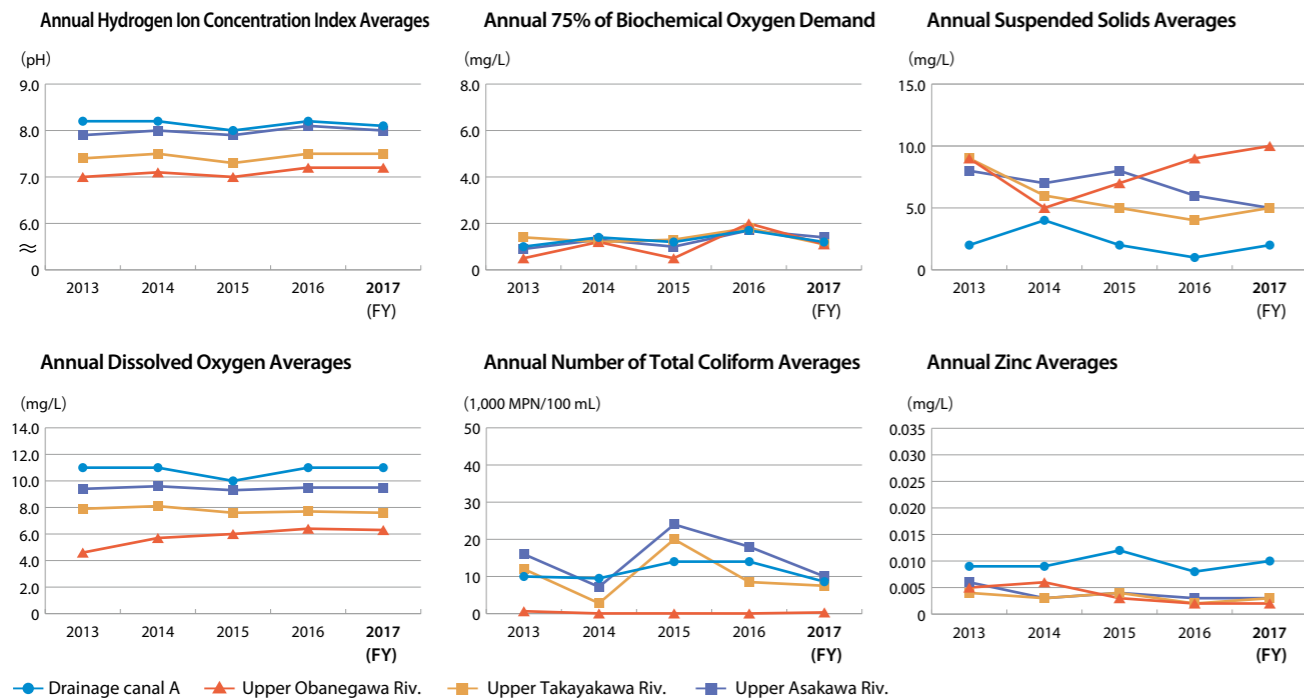 Annual Hydrogen Ion Concentration Index Averages
(pH)
9.0
8.0
7.0
6.0
≈
0
2013 2014 2015 2016 2017
(FY)
Annual 75% of Biochemical Oxygen Demand
(mg/L)
8.0
6.0
4.0
2.0
0
2013 2014 2015 2016 2017
(FY)
Annual Suspended Solids Averages
(mg/L)
15.0
10.0
5.0
0
2013 2014 2015 2016 2017
(FY)
Annual Dissolved Oxygen Averages
(mg/L)
14.0
12.0
10.0
8.0
6.0
4.0
2.0
0
2013 2014 2015 2016 2017
(FY)
Annual Number of Total Coliform Averages
(1,000 MPN/100 mL)
50
40
30
20
10
0
2013 2014 2015 2016 2017
(FY)
Annual Zinc Averages
(mg/L)
0.035
0.030
0.025
0.020
0.015
0.010
0.005
0
2013 2014 2015 2016 2017
(FY)
Drainage canal A Upper Obanegawa Riv. Upper Takayakawa Riv. Upper Asakawa Riv.